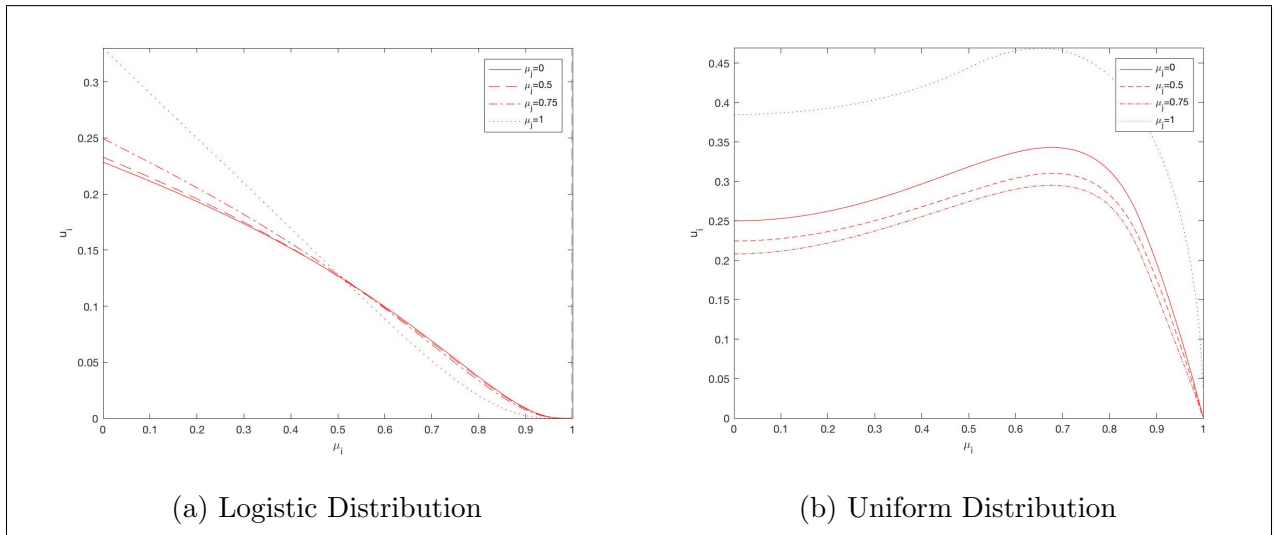 0.3
0.25
0.2
0.15
0.1
0.05
0
u_i
0 0.1 0.2 0.3 0.4 0.5 0.6 0.7 0.8 0.9 1
μ_i
μ_j=0
μ_j=0.5
μ_j=0.75
μ_j=1
(a) Logistic Distribution
0.45
0.4
0.35
0.3
0.25
0.2
0.15
0.1
0.05
0
u_i
0 0.1 0.2 0.3 0.4 0.5 0.6 0.7 0.8 0.9 1
μ_i
μ_j=0
μ_j=0.5
μ_j=0.75
μ_j=1
(b) Uniform Distribution